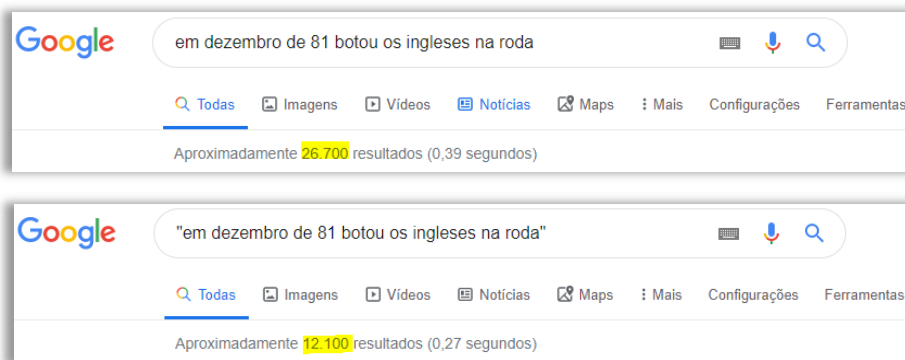 Google em dezembro de 81 botou os ingleses na roda
Todas Imagens Vídeos Notícias Maps Mais Configurações Ferramentas
Aproximadamente 26.700 resultados (0,39 segundos)
Google "em dezembro de 81 botou os ingleses na roda"
Todas Imagens Vídeos Notícias Maps Mais Configurações Ferramentas
Aproximadamente 12.100 resultados (0,27 segundos)